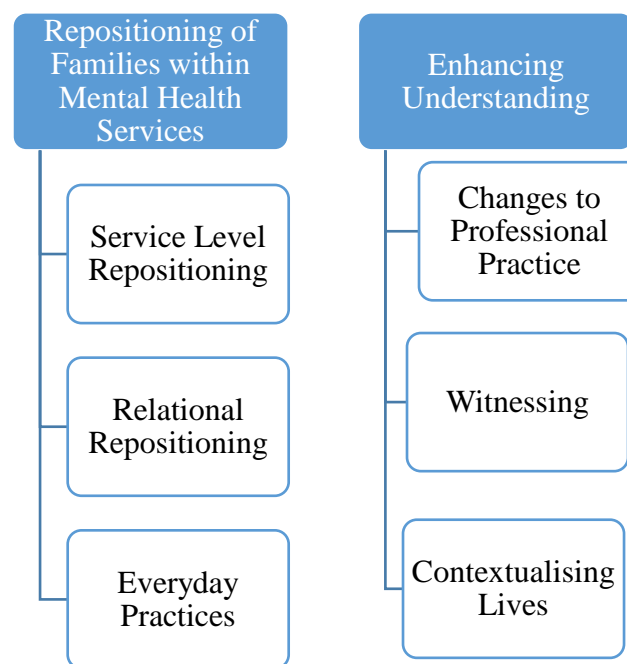 Repositioning of
Families within
Mental Health
Services
Service Level
Repositioning
Relational
Repositioning
Everyday
Practices
Enhancing
Understanding
Changes to
Professional
Practice
Witnessing
Contextualising
Lives